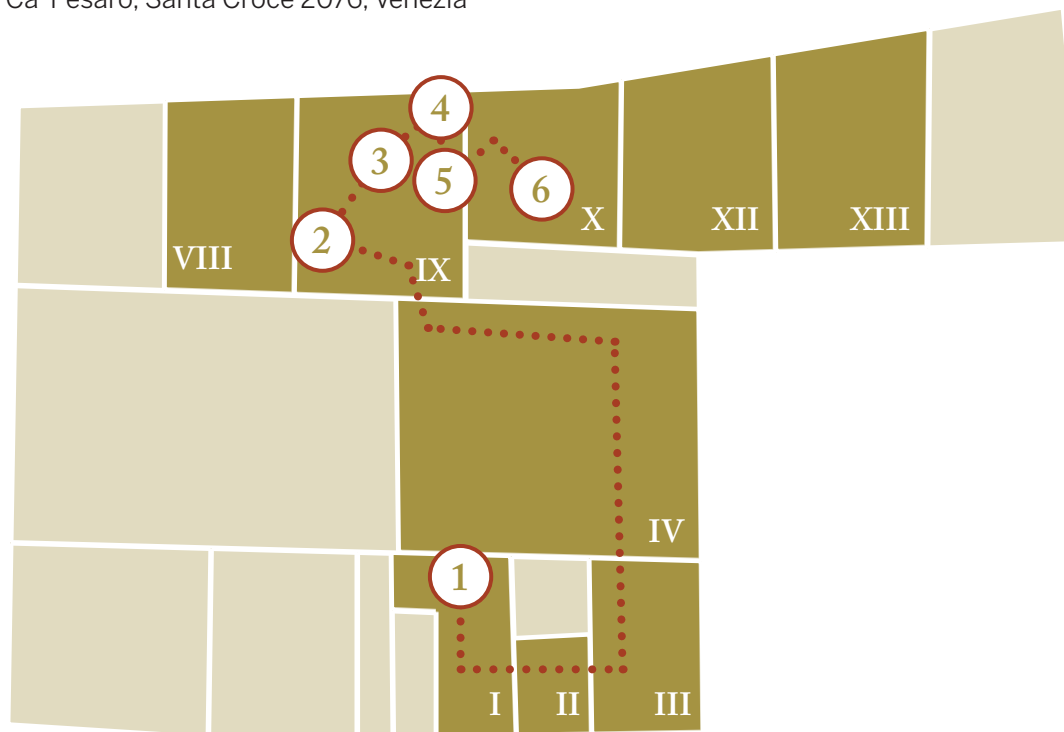 Ca' Pesaro, Santa Croce 2076, Venezia
4
3
5
6
X
XII
XIII
2
VIII
IX
IV
1
I
II
III